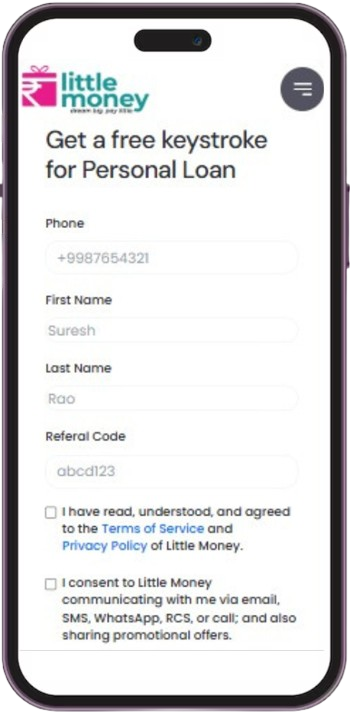 little
money
dream big. pay little.
Get a free keystroke
for Personal Loan
Phone
+9987654321
First Name
Suresh
Last Name
Rao
Referal Code
abcd123
I have read, understood, and agreed
to the Terms of Service and
Privacy Policy of Little Money.
I consent to Little Money
communicating with me via email,
SMS, WhatsApp, RCS, or call; and also
sharing promotional offers.